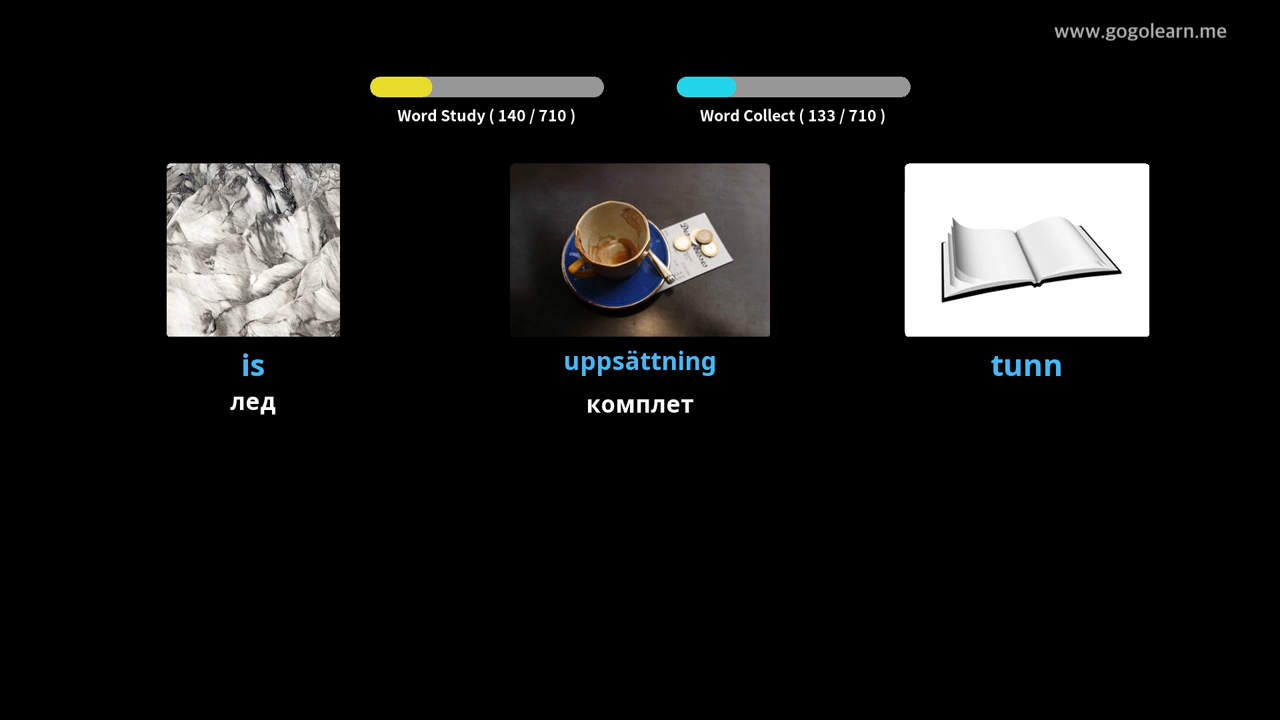 www.gogolearn.me
Word Study ( 140 / 710 )
Word Collect ( 133 / 710 )
is
лед
uppsättning
комплет
tunn